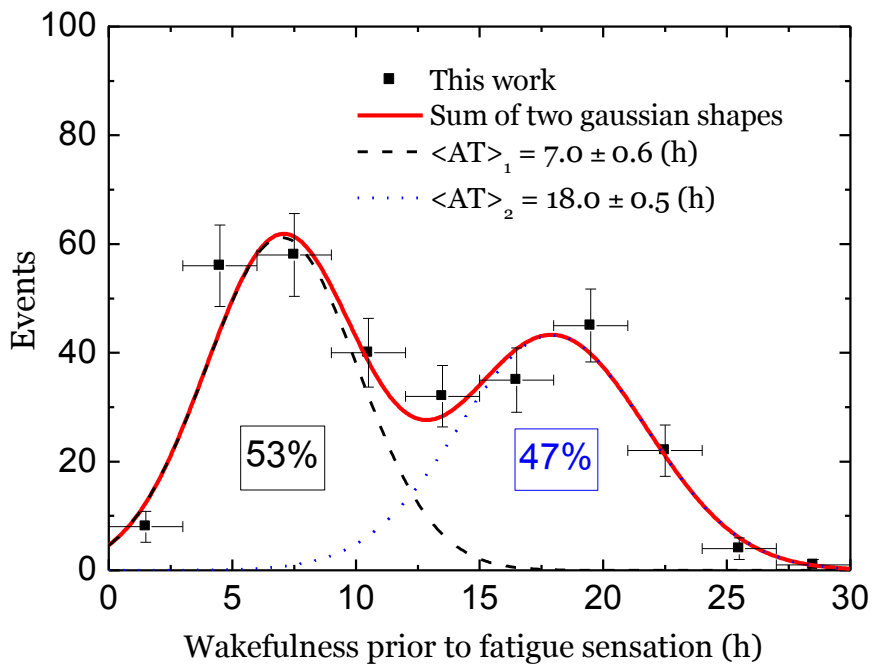 100
80
60
40
20
0
Events
This work
Sum of two gaussian shapes
<AT>₁ = 7.0 ± 0.6 (h)
<AT>₂ = 18.0 ± 0.5 (h)
53%
47%
0 5 10 15 20 25 30
Wakefulness prior to fatigue sensation (h)